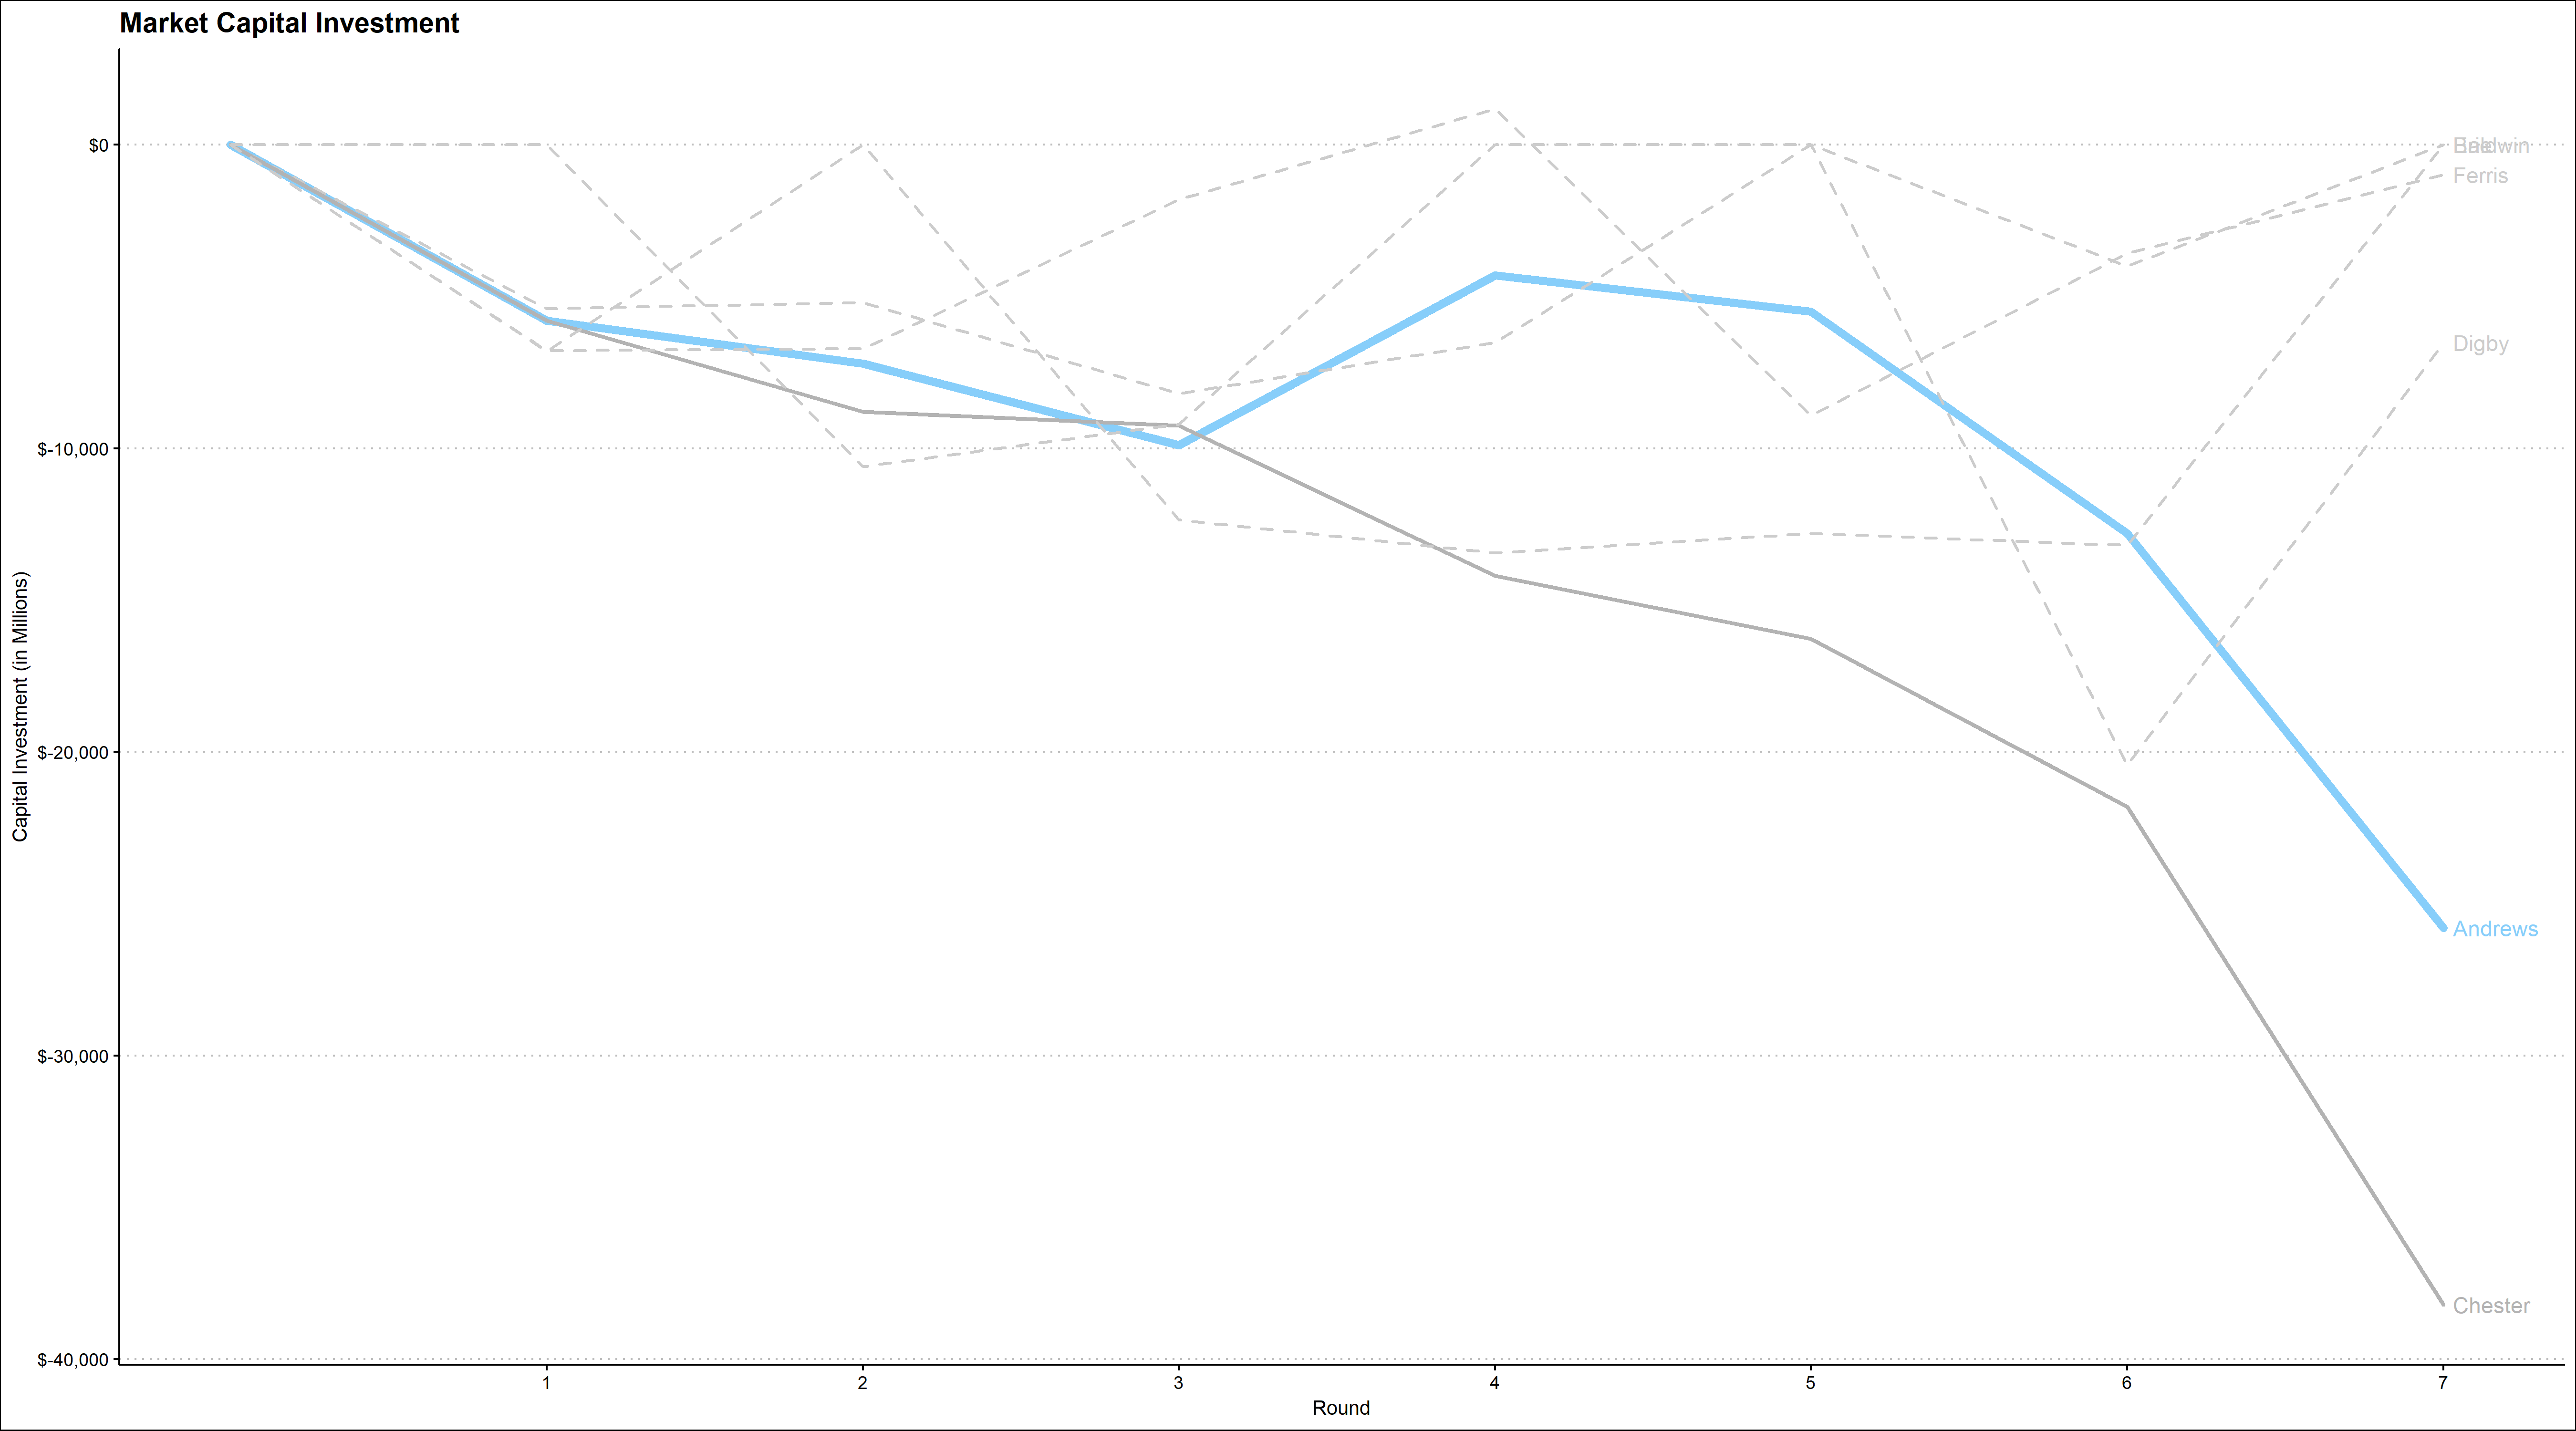 Market Capital Investment
$0
$-10,000
$-20,000
$-30,000
$-40,000
Capital Investment (in Millions)
Baldwin
Ferris
Digby
Andrews
Chester
1 2 3 4 5 6 7
Round